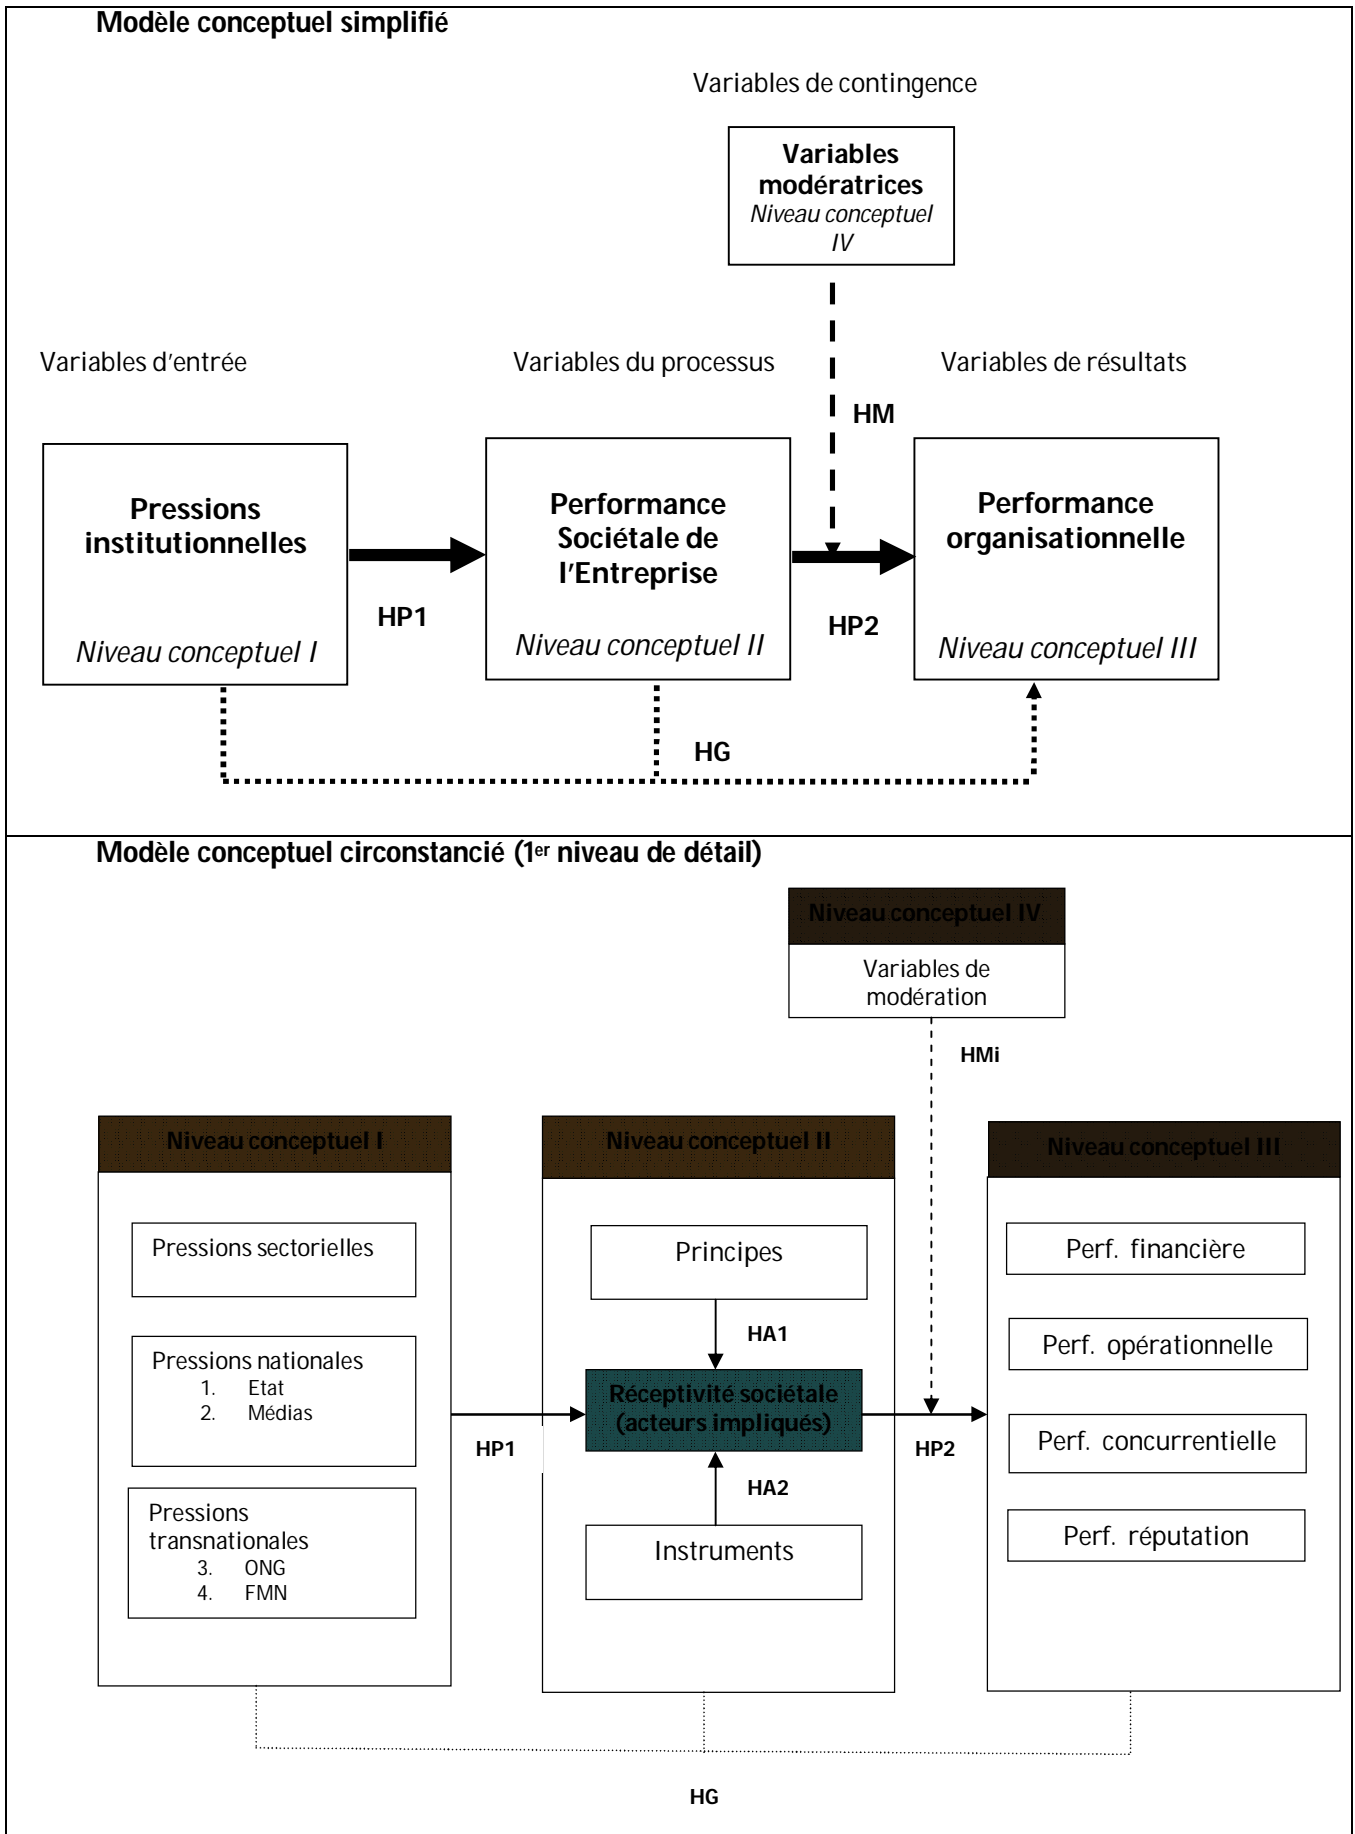 Modèle conceptuel simplifié
Variables de contingence
Variables
modératrices
Niveau conceptuel
IV
Variables d'entrée
Variables du processus
Variables de résultats
HM
Pressions
institutionnelles
Niveau conceptuel I
HP1
Performance
Sociétale de
l'Entreprise
Niveau conceptuel II
HP2
Performance
organisationnelle
Niveau conceptuel III
HG
Modèle conceptuel circonstancié (1er niveau de détail)
Niveau conceptuel IV
Variables de
modération
HMi
Niveau conceptuel I
Pressions sectorielles
Pressions nationales
1. Etat
2. Médias
Pressions
transnationales
3. ONG
4. FMN
HP1
Niveau conceptuel II
Principes
HA1
Réceptivité sociétale
(acteurs impliqués)
HA2
Instruments
HP2
Niveau conceptuel III
Perf. financière
Perf. opérationnelle
Perf. concurrentielle
Perf. réputation
HG